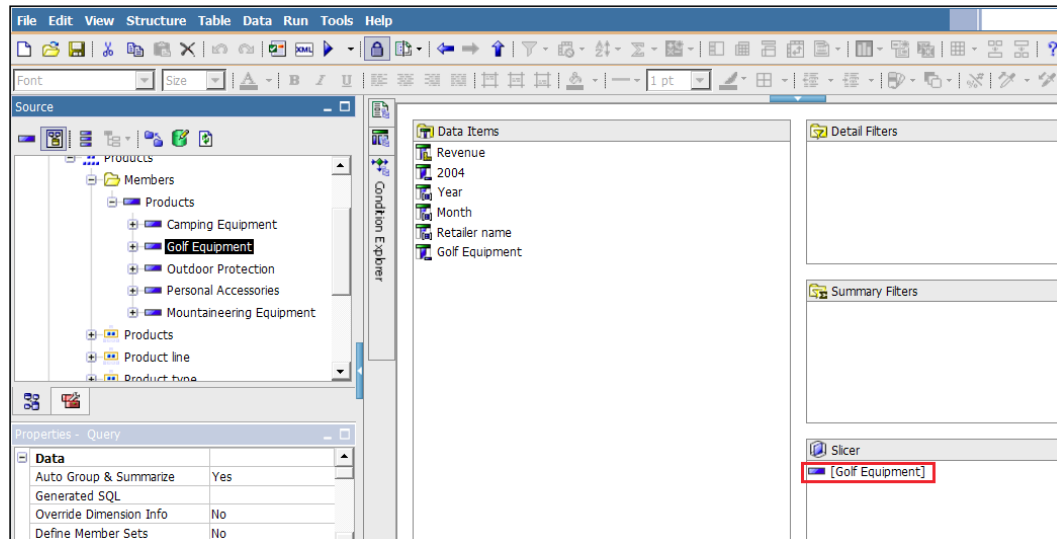 File Edit View Structure Table Data Run Tools Help
XML
?
Font Size B I U 1 pt
Source
Products
Members
Products
Camping Equipment
Golf Equipment
Outdoor Protection
Personal Accessories
Mountaineering Equipment
Products
Product line
Product type
Properties - Query
Data
Auto Group & Summarize Yes
Generated SQL
Override Dimension Info No
Define Member Sets No
Condition Explorer
Data Items
Revenue
2004
Year
Month
Retailer name
Golf Equipment
Detail Filters
Summary Filters
Slicer
[Golf Equipment]